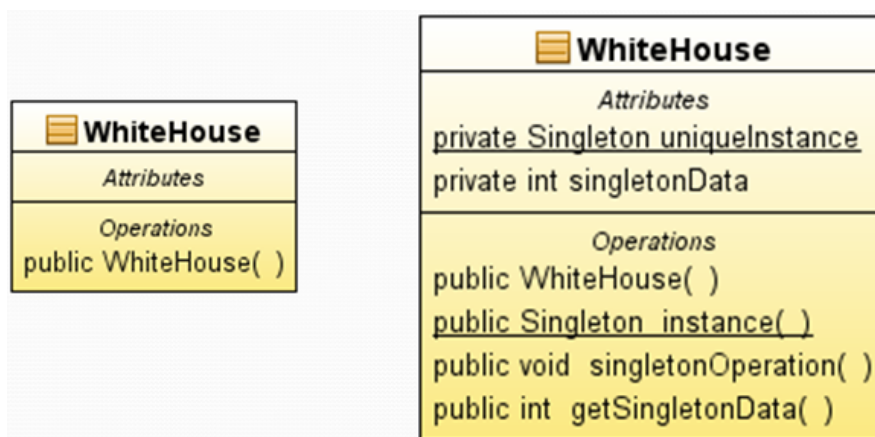 WhiteHouse
Attributes
Operations
public WhiteHouse( )
WhiteHouse
Attributes
private Singleton uniqueInstance
private int singletonData
Operations
public WhiteHouse( )
public Singleton instance( )
public void singletonOperation( )
public int getSingletonData( )